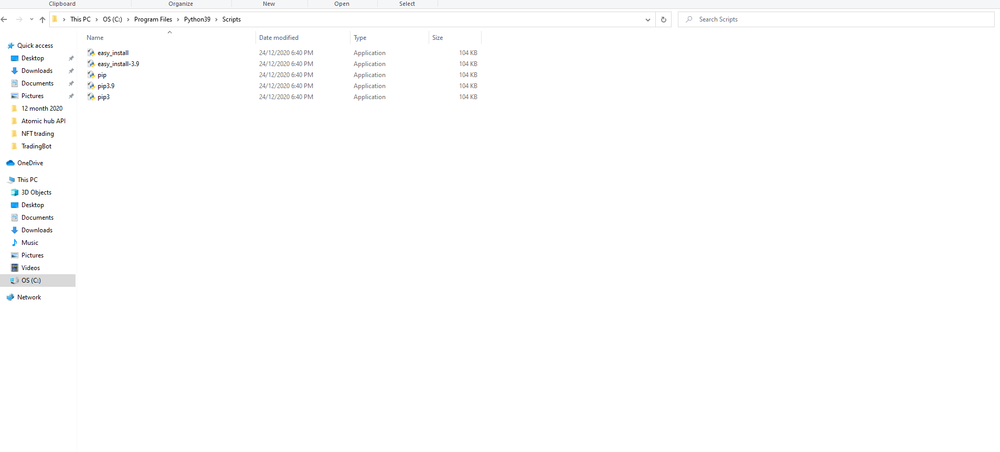 Clipboard Organize New Open Select
This PC OS (C:) Program Files Python39 Scripts
Search Scripts
Name Date modified Type Size
easy_install 24/12/2020 6:40 PM Application 104 KB
easy_install-3.9 24/12/2020 6:40 PM Application 104 KB
pip 24/12/2020 6:40 PM Application 104 KB
pip3.9 24/12/2020 6:40 PM Application 104 KB
pip3 24/12/2020 6:40 PM Application 104 KB
Quick access
Desktop
Downloads
Documents
Pictures
12 month 2020
Atomic hub API
NFT trading
TradingBot
OneDrive
This PC
3D Objects
Desktop
Documents
Downloads
Music
Pictures
Videos
OS (C:)
Network